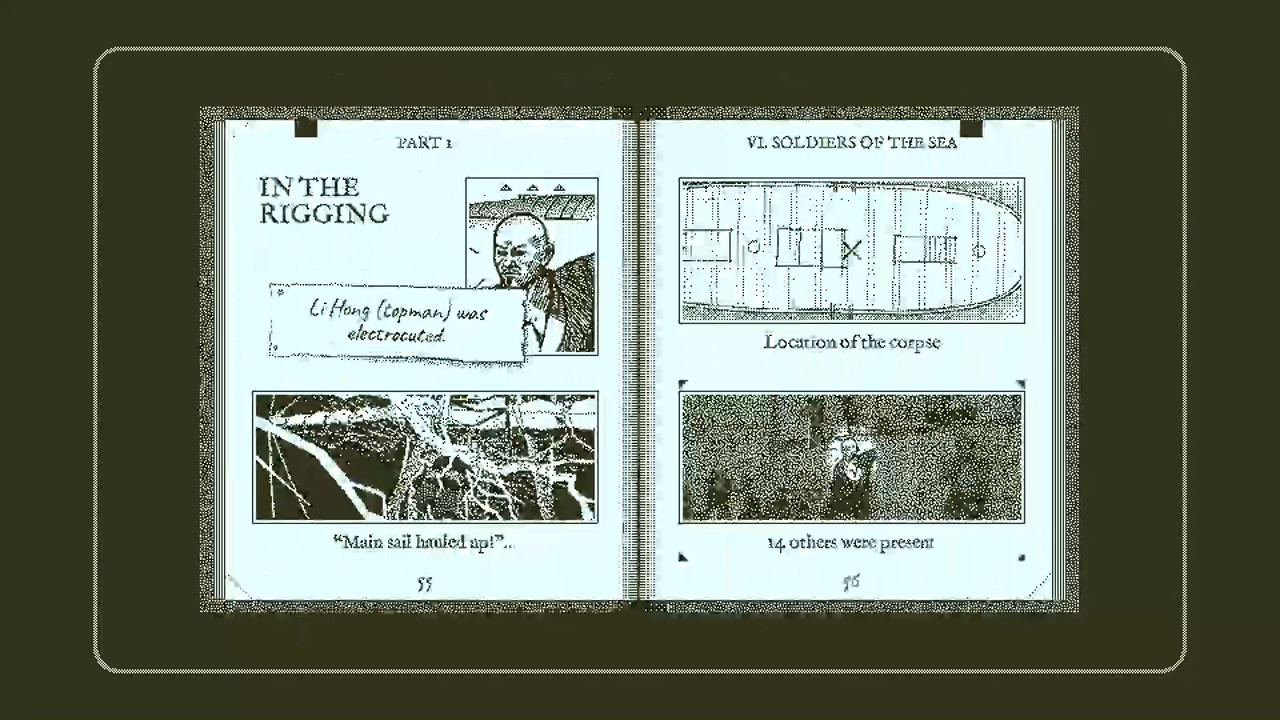 PART 1
IN THE
RIGGING
Li Hong (topman) was
electrocuted.
"Main sail hauled up!"...
55
VI. SOLDIERS OF THE SEA
Location of the corpse
14 others were present
56